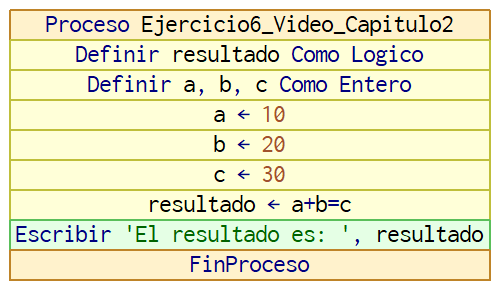 Proceso Ejercicio6_Video_Capitulo2
Definir resultado Como Logico
Definir a, b, c Como Entero
a ← 10
b ← 20
c ← 30
resultado ← a+b=c
Escribir 'El resultado es: ', resultado
FinProceso